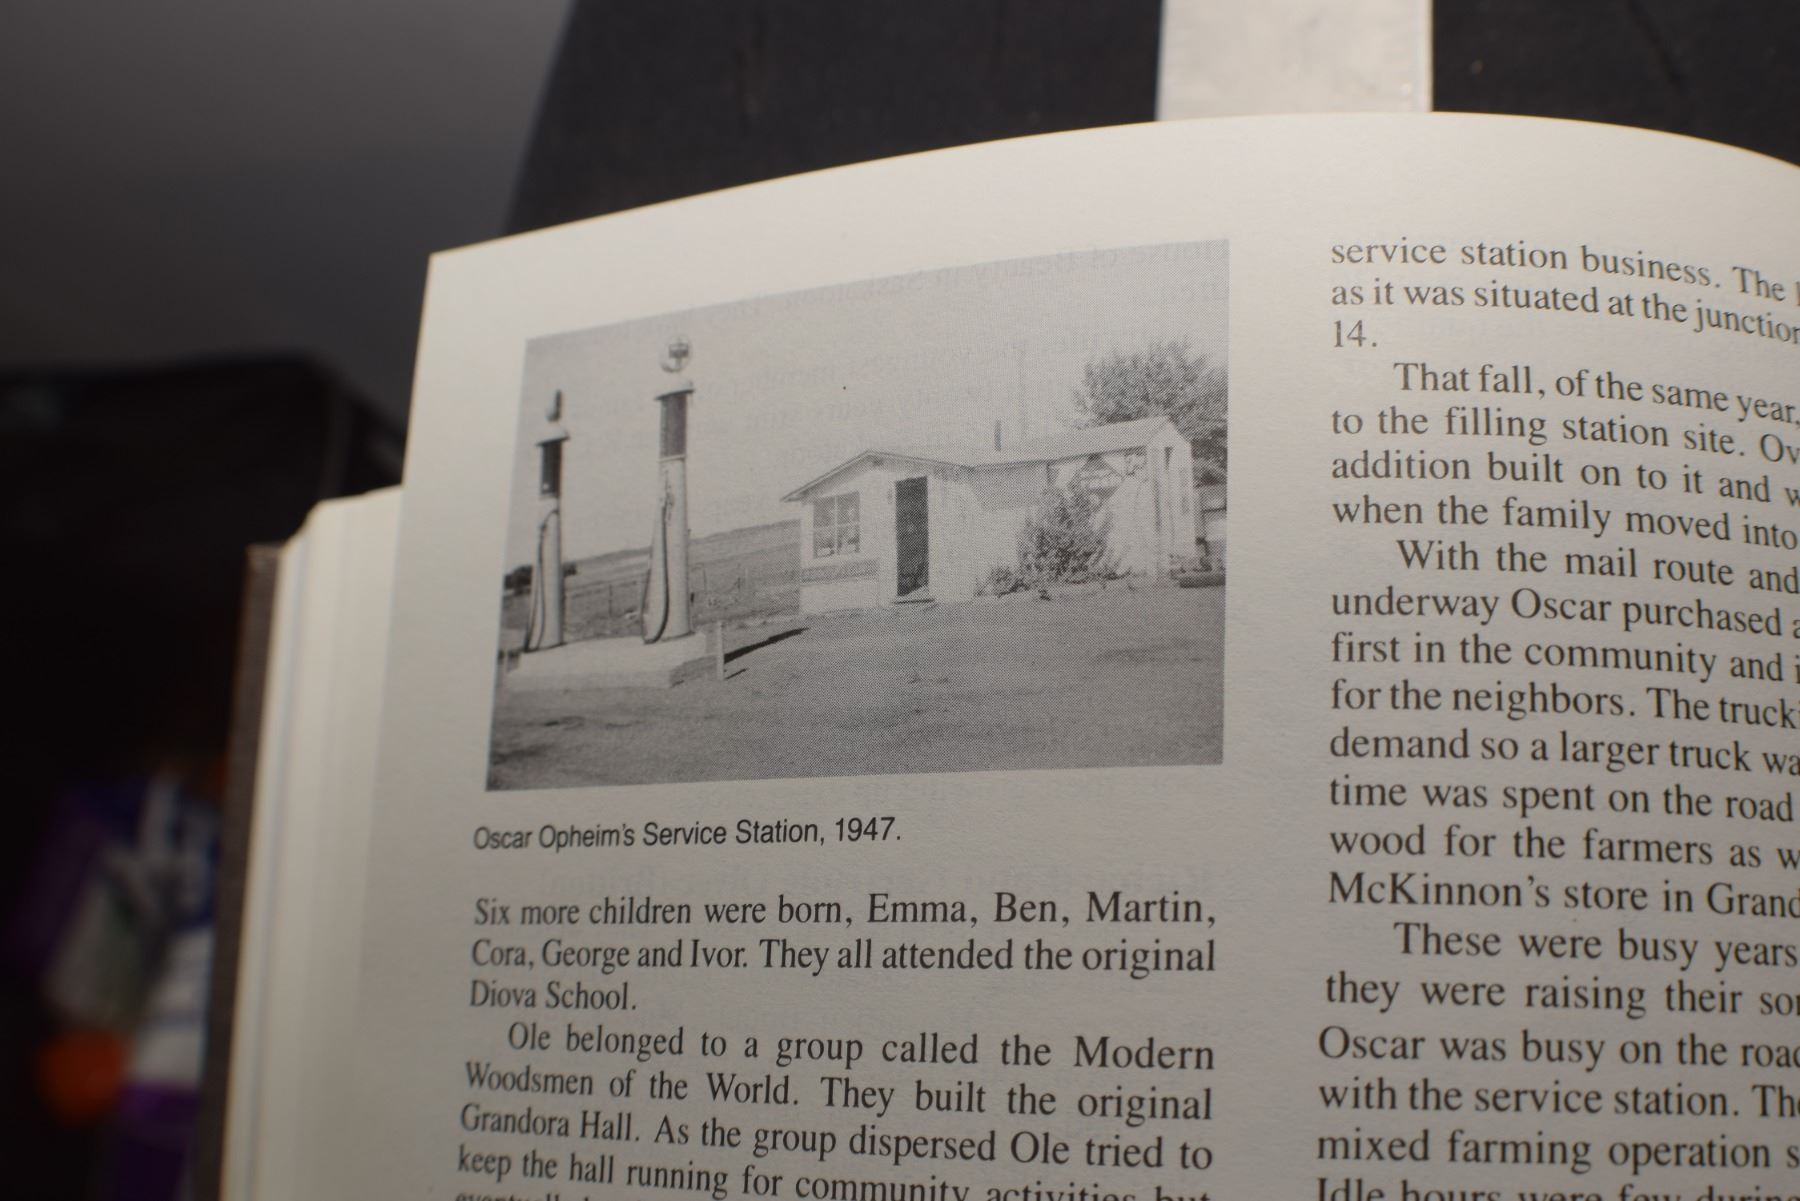 Oscar Opheim's Service Station, 1947.
Six more children were born, Emma, Ben, Martin,
Cora, George and Ivor. They all attended the original
Diova School.
Ole belonged to a group called the Modern
Woodsmen of the World. They built the original
Grandora Hall. As the group dispersed Ole tried to
keep the hall running for community activities but
service station business. The
as it was situated at the junction
14.
That fall, of the same year,
to the filling station site.
addition built on to it and
when the family moved into
With the mail route and
underway Oscar purchased
first in the community and
for the neighbors. The
demand so a larger truck
time was spent on the road
wood for the farmers as
McKinnon's store in
These were busy years
they were raising their
Oscar was busy on the
with the service station.
mixed farming operation
Idle hours were few